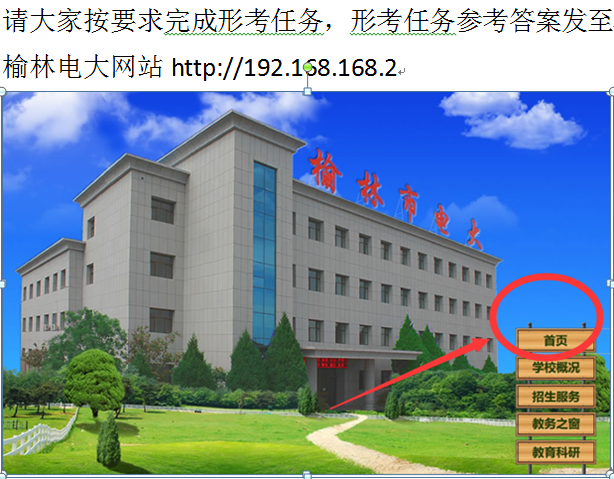 请大家按要求完成形考任务，形考任务参考答案发至
榆林电大网站 http://192.168.168.2
榆林市电大
首页
学校概况
招生服务
教务之窗
教育科研